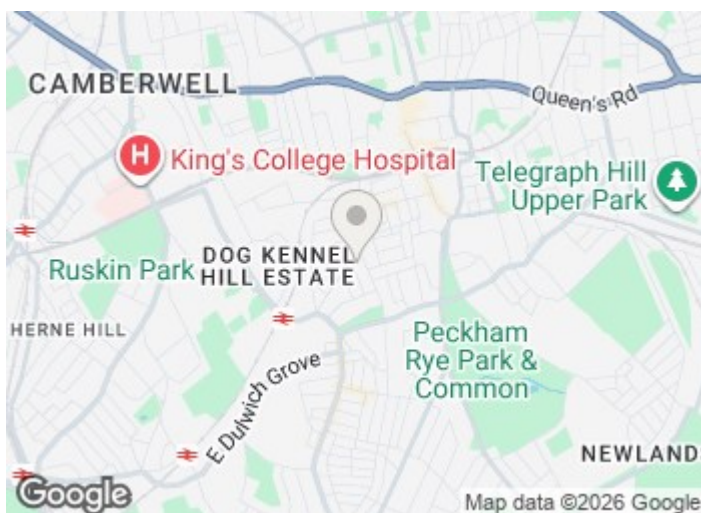 CAMBERWELL
Queen's Rd
H
King's College Hospital
Telegraph Hill
Upper Park
DOG KENNEL
HILL ESTATE
Ruskin Park
HERNE HILL
Peckham
Rye Park &
Common
E Dulwich Grove
NEWLAND
Google
Map data ©2026 Google